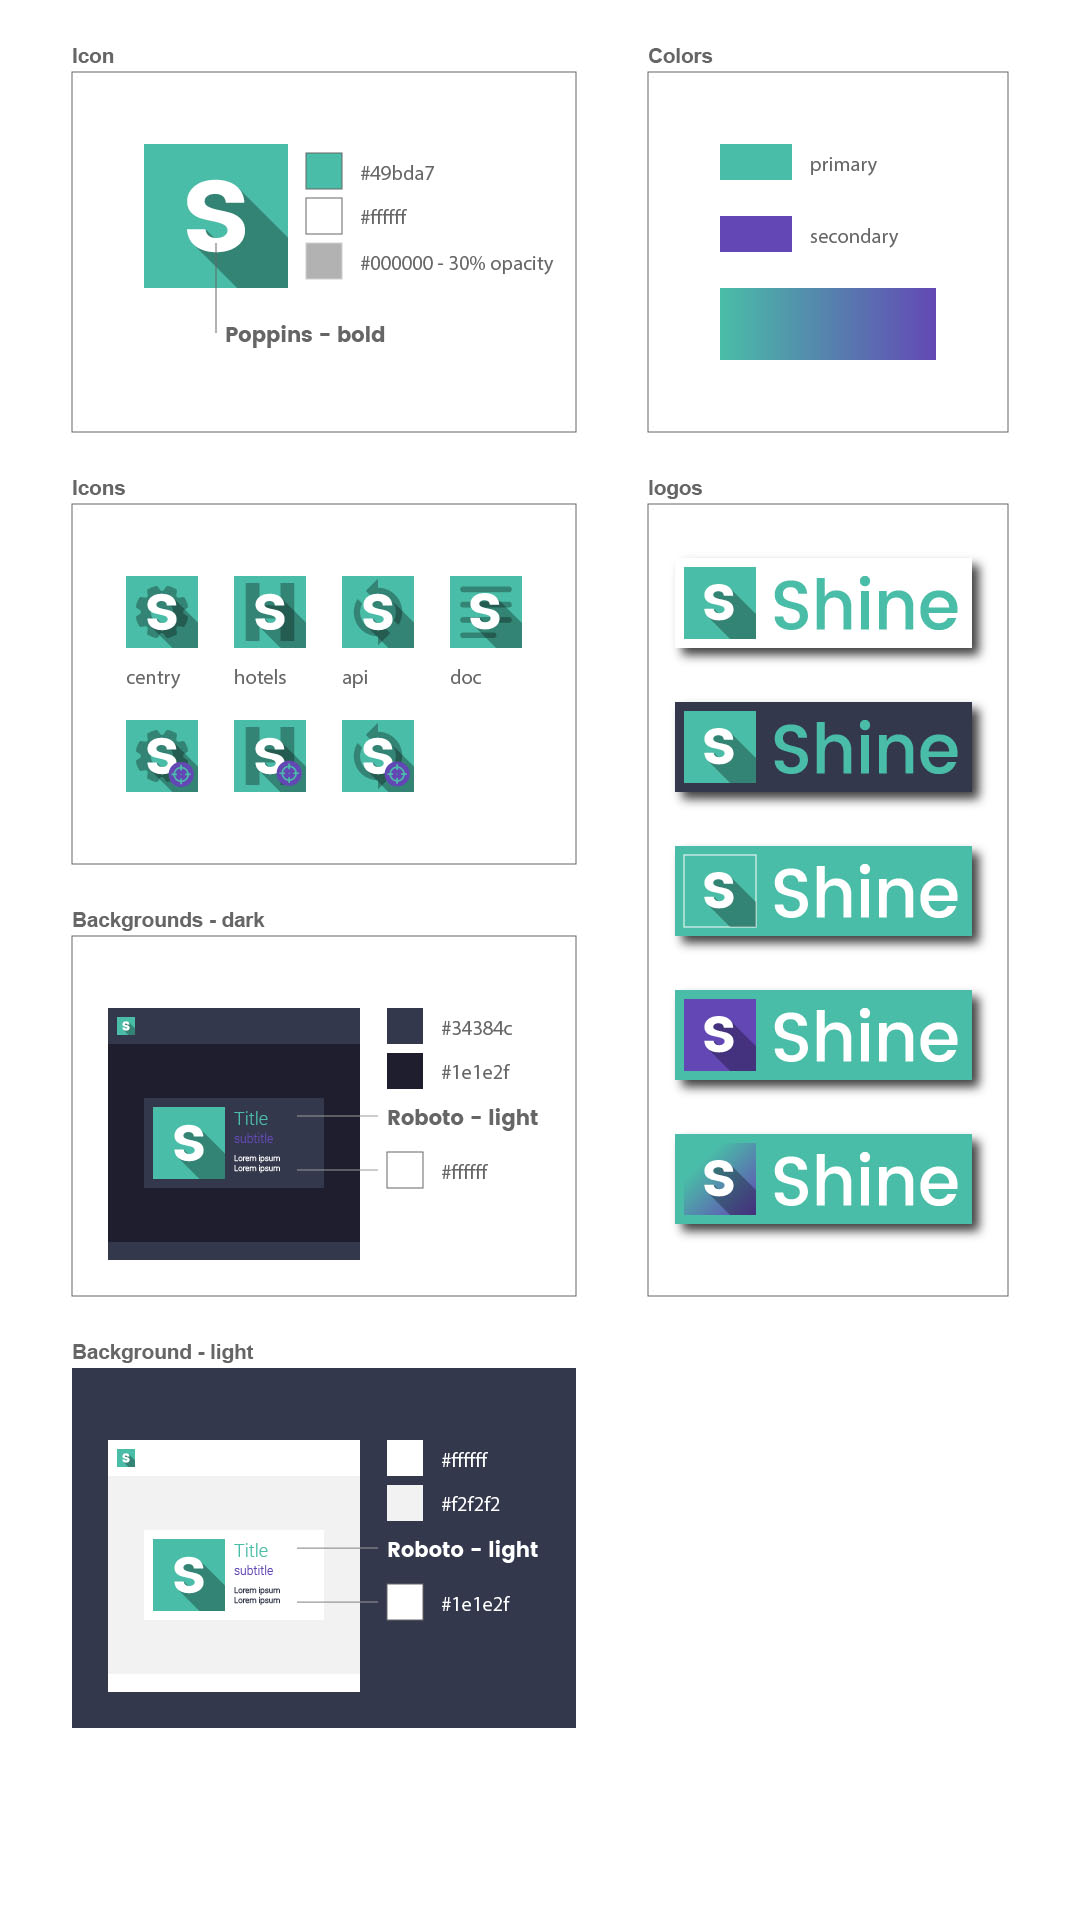 Icon
S
#49bda7
#ffffff
#000000 - 30% opacity
Poppins - bold
Colors
primary
secondary
Icons
S S S S
centry hotels api doc
S S S
logos
S Shine
S Shine
S Shine
S Shine
S Shine
Backgrounds - dark
S
S
Title
subtitle
Lorem ipsum
Lorem ipsum
#34384c
#1e1e2f
Roboto - light
#ffffff
Background - light
S
S
Title
subtitle
Lorem ipsum
Lorem ipsum
#ffffff
#f2f2f2
Roboto - light
#1e1e2f